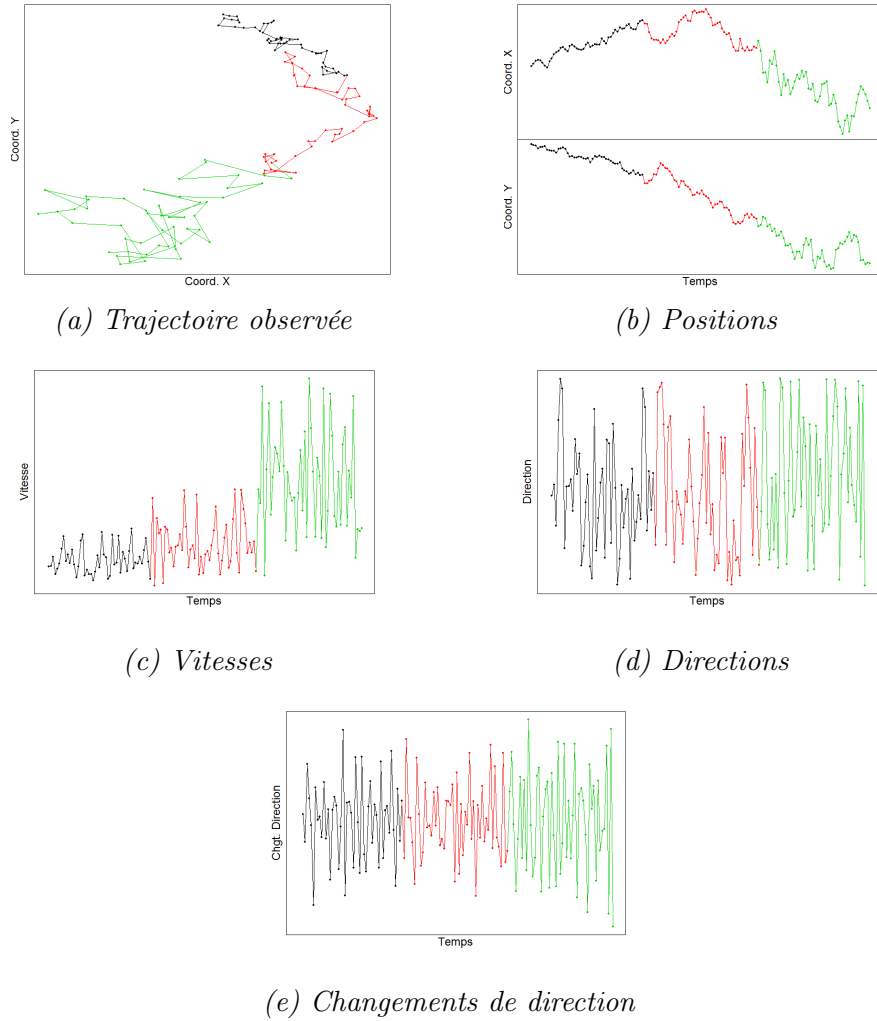 Coord. Y
Coord. X
(a) Trajectoire observée
Coord. X
Coord. Y
Temps
(b) Positions
Vitesse
Temps
(c) Vitesses
Direction
Temps
(d) Directions
Chgt. Direction
Temps
(e) Changements de direction